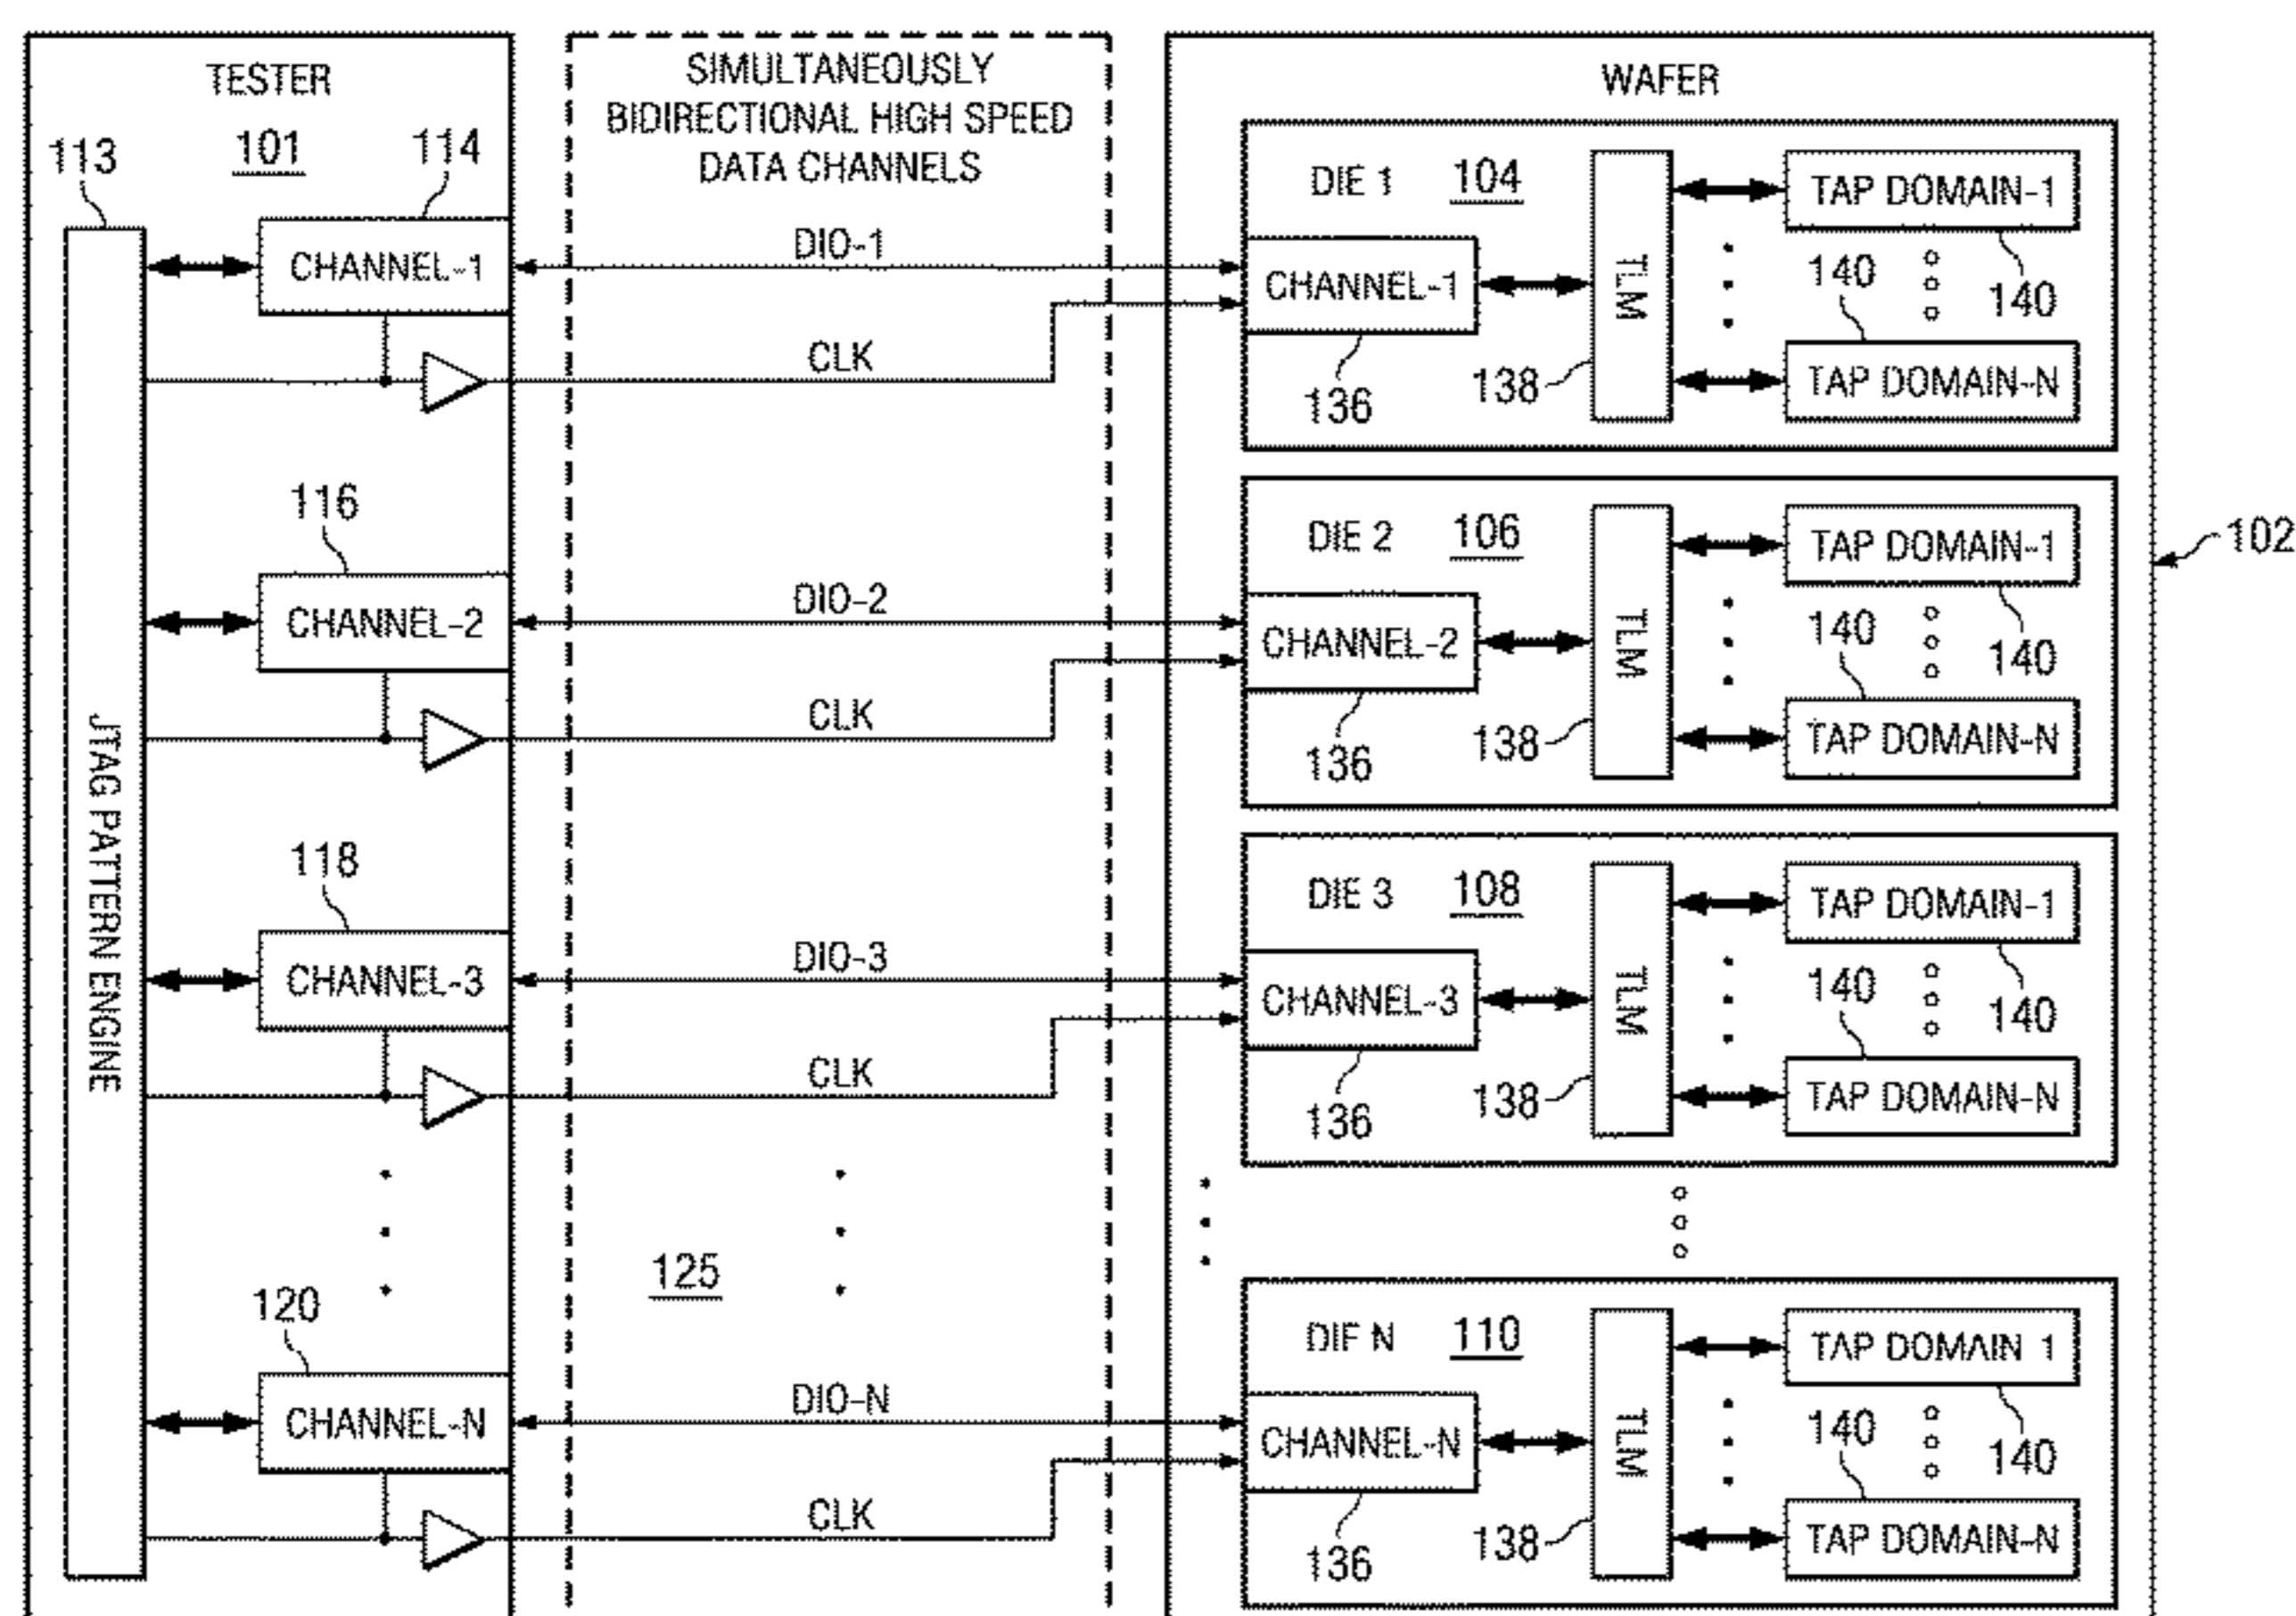 TESTER
101
113
114
CHANNEL-1
116
CHANNEL-2
118
CHANNEL-3
120
CHANNEL-N
JTAG PATTERN ENGINE
SIMULTANEOUSLY
BIDIRECTIONAL HIGH SPEED
DATA CHANNELS
DIO-1
CLK
DIO-2
CLK
DIO-3
CLK
125
DIO-N
CLK
WAFER
102
DIE 1
104
CHANNEL-1
136
TLM
138
TAP DOMAIN-1
140
140
TAP DOMAIN-N
DIE 2
106
CHANNEL-2
136
TLM
138
TAP DOMAIN-1
140
140
TAP DOMAIN-N
DIE 3
108
CHANNEL-3
136
TLM
138
TAP DOMAIN-1
140
140
TAP DOMAIN-N
DIE N
110
CHANNEL-N
136
TLM
138
TAP DOMAIN-1
140
140
TAP DOMAIN-N